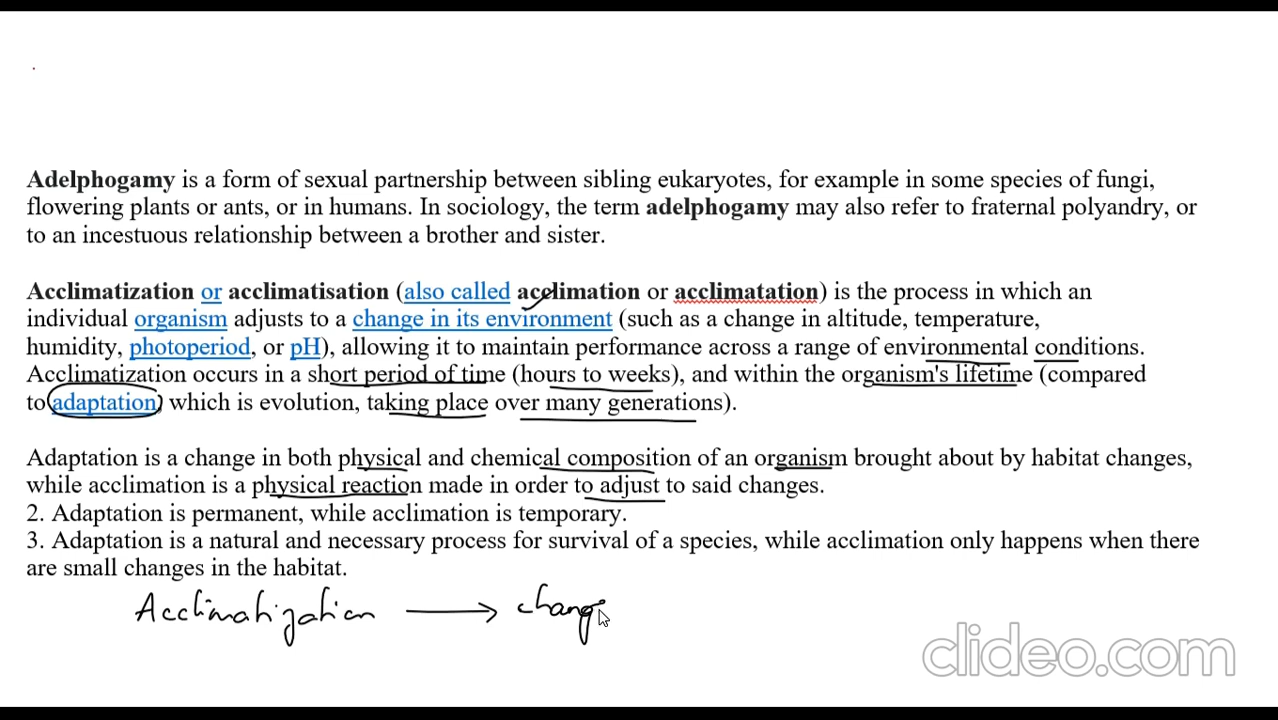 Adelphogamy is a form of sexual partnership between sibling eukaryotes, for example in some species of fungi,
flowering plants or ants, or in humans. In sociology, the term adelphogamy may also refer to fraternal polyandry, or
to an incestuous relationship between a brother and sister.
Acclimatization or acclimatisation (also called acclimation or acclimatation) is the process in which an
individual organism adjusts to a change in its environment (such as a change in altitude, temperature,
humidity, photoperiod, or pH), allowing it to maintain performance across a range of environmental conditions.
Acclimatization occurs in a short period of time (hours to weeks), and within the organism's lifetime (compared
to adaptation, which is evolution, taking place over many generations).
Adaptation is a change in both physical and chemical composition of an organism brought about by habitat changes,
while acclimation is a physical reaction made in order to adjust to said changes.
2. Adaptation is permanent, while acclimation is temporary.
3. Adaptation is a natural and necessary process for survival of a species, while acclimation only happens when there
are small changes in the habitat.
Acclimatization → chang
clideo.com